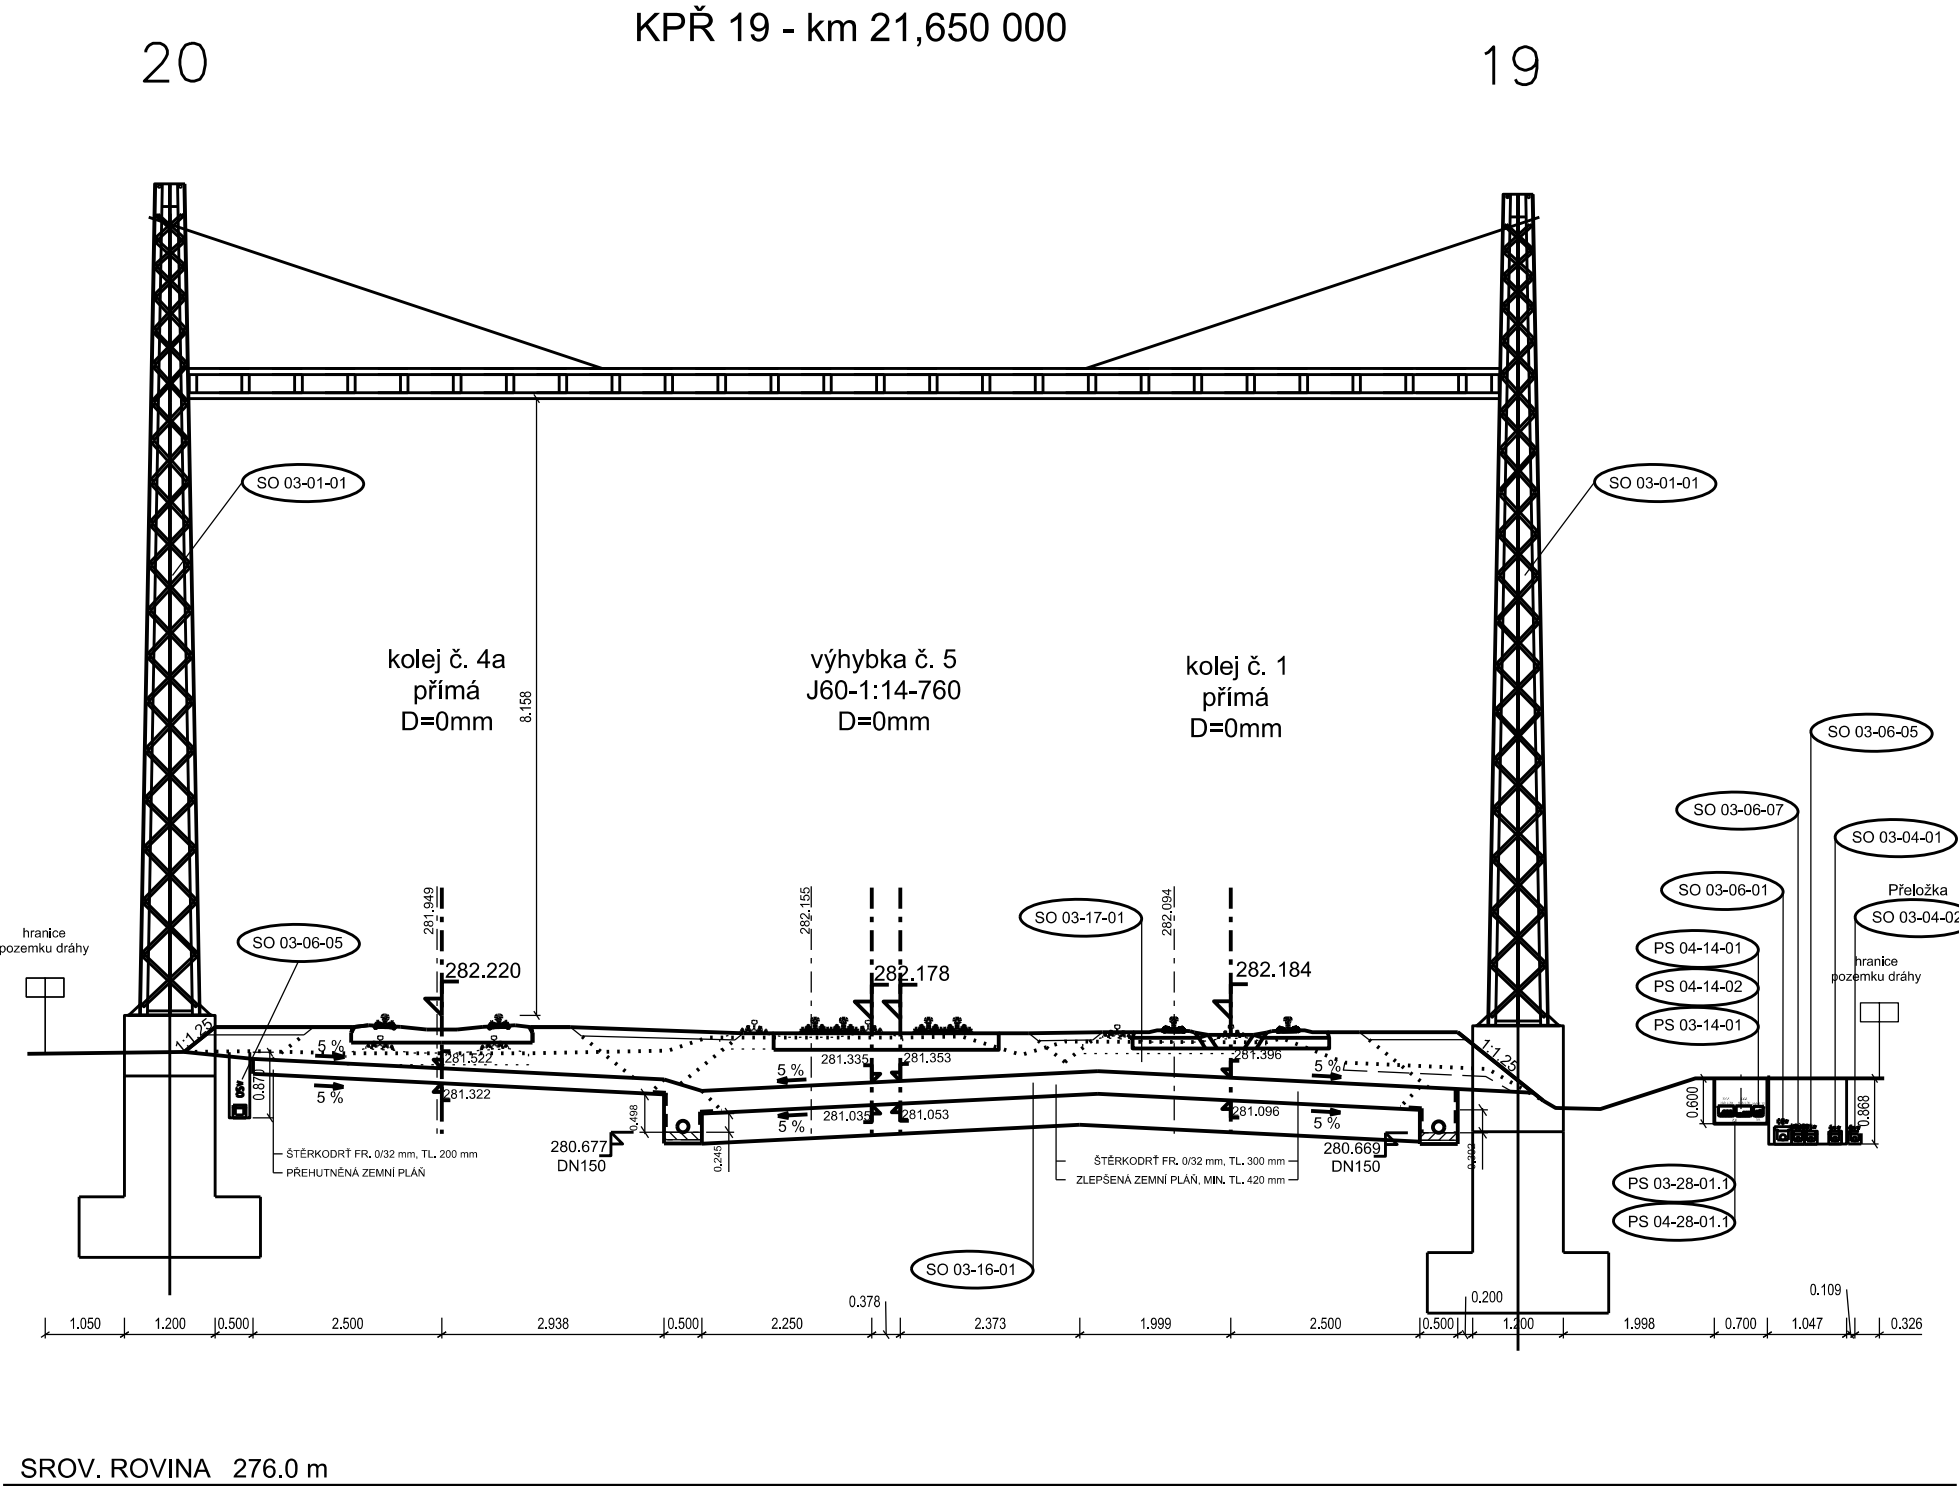 KPŘ 19 - km 21,650 000
20
19
SO 03-01-01
SO 03-01-01
kolej č. 4a
přímá
D=0mm
8.158
výhybka č. 5
J60-1:14-760
D=0mm
kolej č. 1
přímá
D=0mm
SO 03-06-05
SO 03-06-07
SO 03-04-01
SO 03-06-01
Přeložka
SO 03-04-02
PS 04-14-01
PS 04-14-02
PS 03-14-01
hranice
pozemku dráhy
hranice
pozemku dráhy
SO 03-06-05
SO 03-17-01
281.949
282.155
282.094
282.220
282.178
282.184
1:1.25
1:1.25
5 %
5 %
281.522
281.322
0.870
0.498
0.245
5 %
5 %
281.335
281.353
281.035
281.053
281.396
281.096
5 %
5 %
0.600
0.868
280.677
DN150
280.669
DN150
ŠTĚRKODRŤ FR. 0/32 mm, TL. 200 mm
PŘEHUTNĚNÁ ZEMNÍ PLÁŇ
ŠTĚRKODRŤ FR. 0/32 mm, TL. 300 mm
ZLEPŠENÁ ZEMNÍ PLÁŇ, MIN. TL. 420 mm
PS 03-28-01.1
PS 04-28-01.1
SO 03-16-01
1.050
1.200
0.500
2.500
2.938
0.500
2.250
0.378
2.373
1.999
2.500
0.500
0.200
1.200
1.998
0.700
1.047
0.109
0.326
SROV. ROVINA 276.0 m